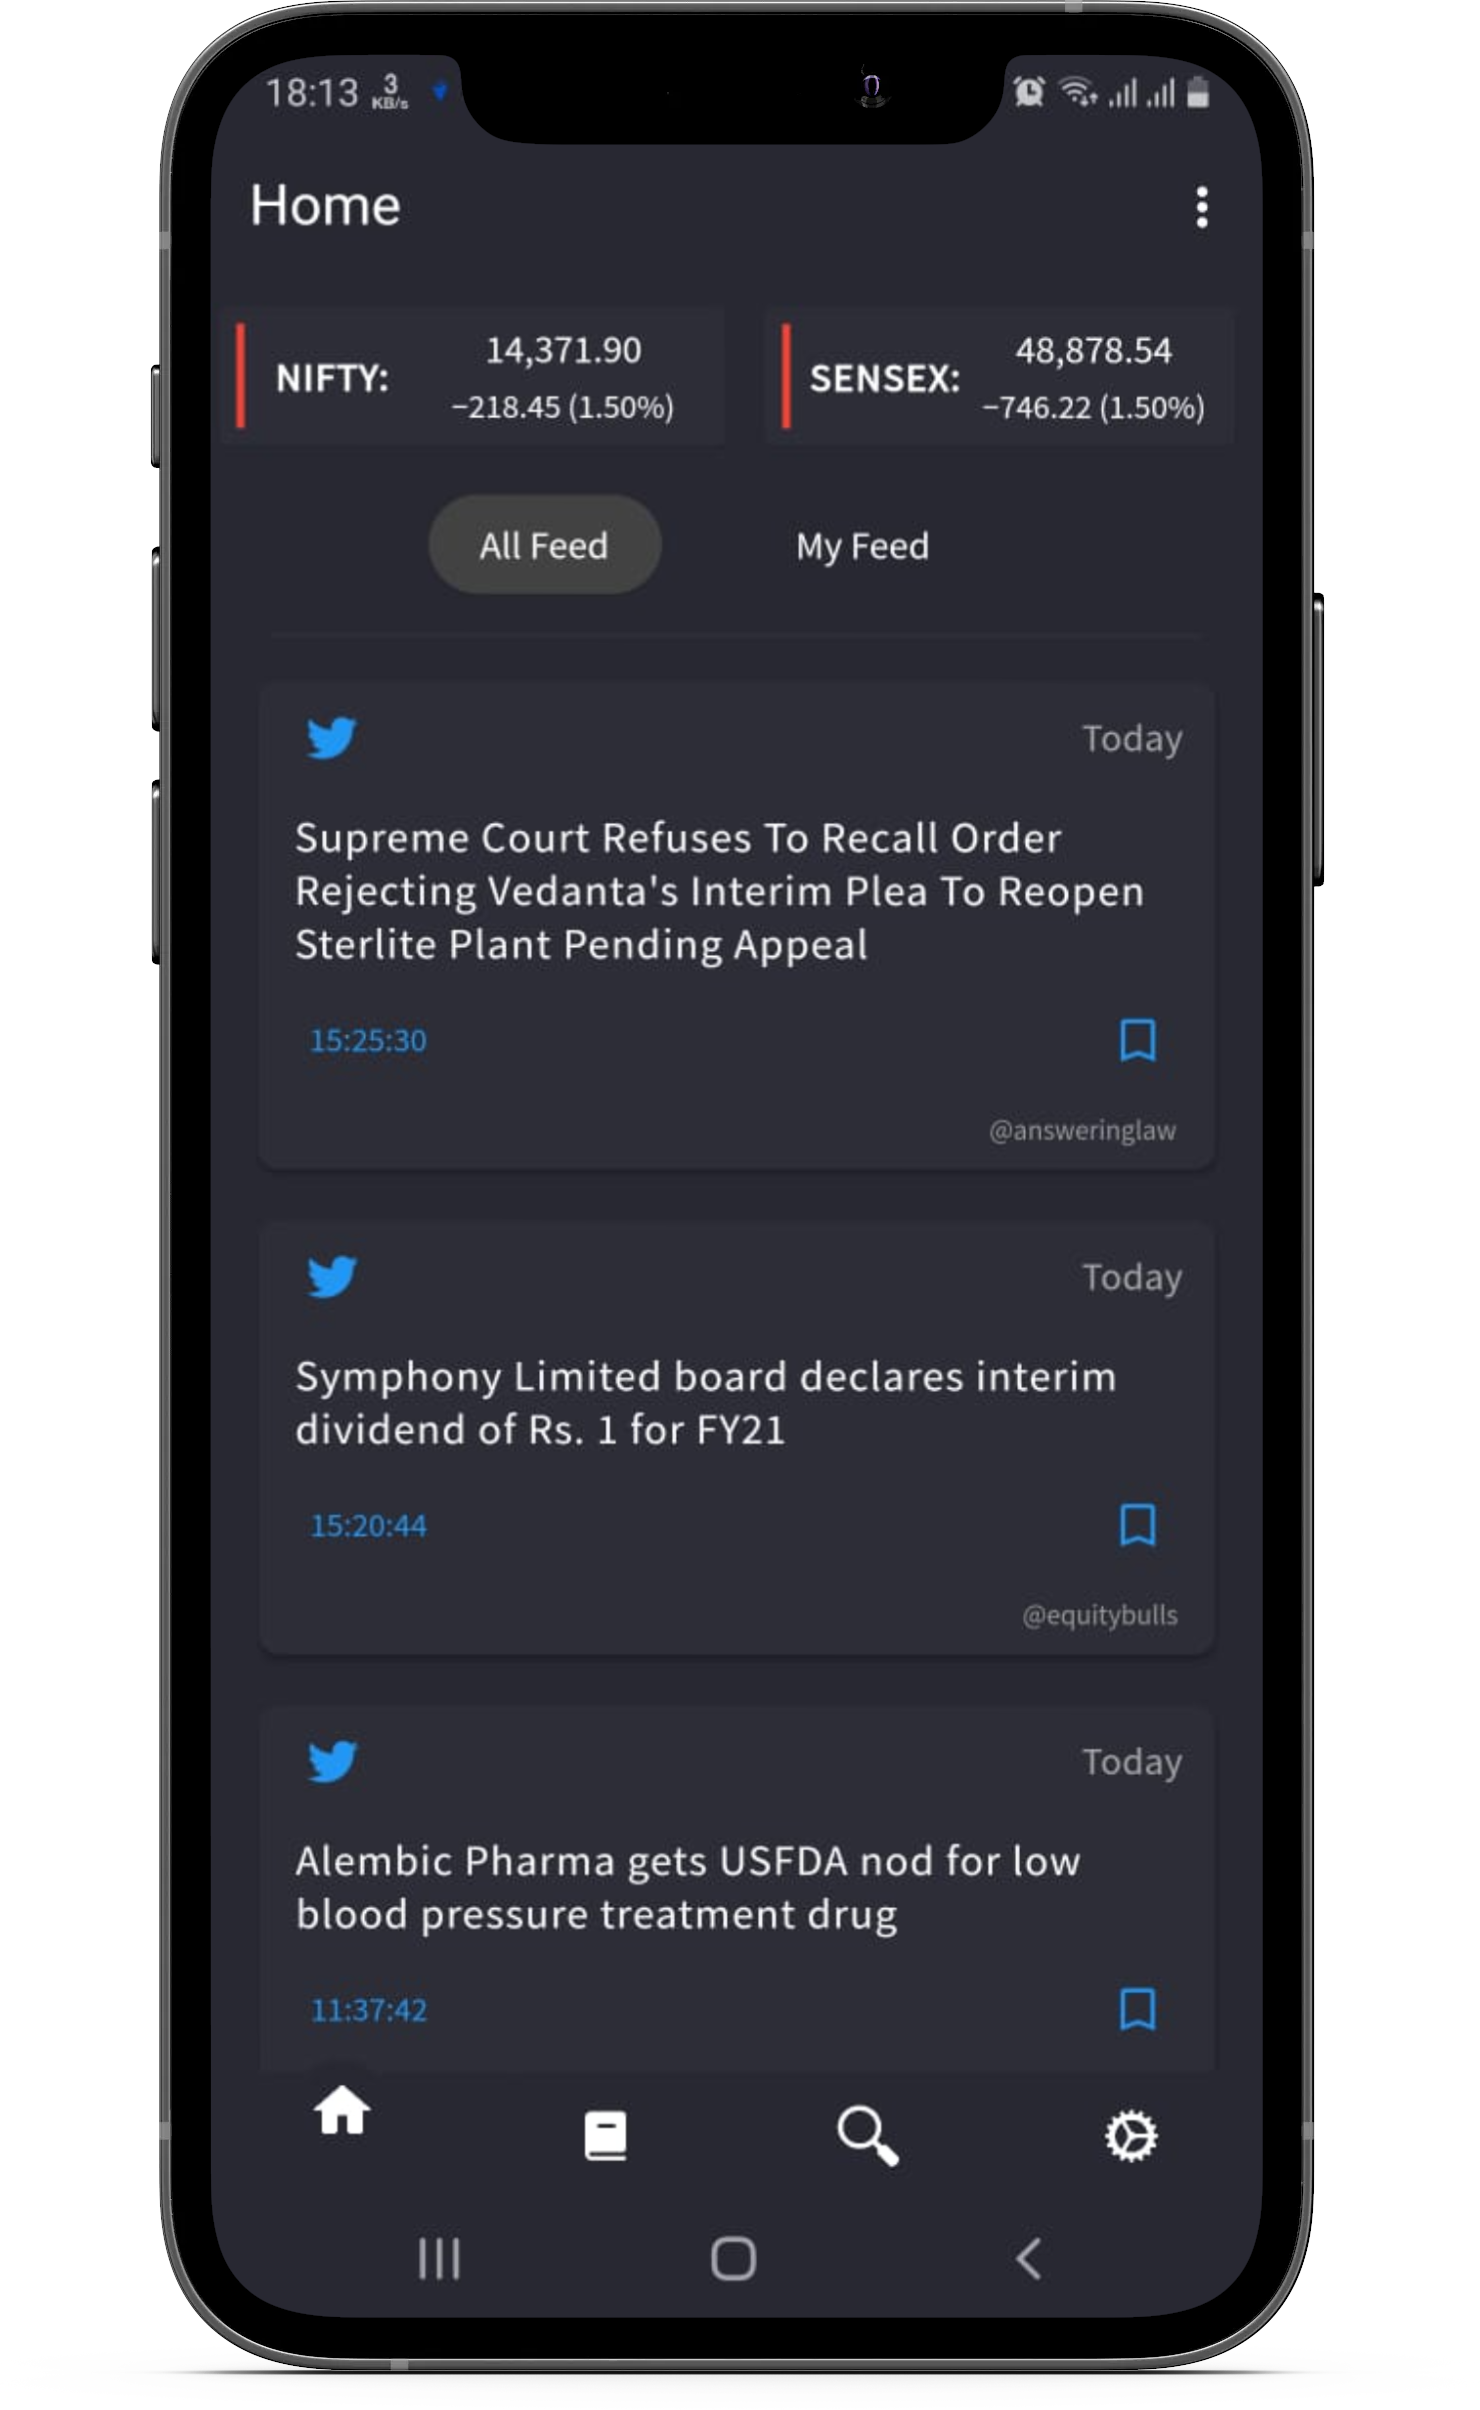 18:13 3 KB/s
Home
NIFTY: 14,371.90
−218.45 (1.50%)
SENSEX: 48,878.54
−746.22 (1.50%)
All Feed My Feed
Today
Supreme Court Refuses To Recall Order
Rejecting Vedanta's Interim Plea To Reopen
Sterlite Plant Pending Appeal
15:25:30
@answeringlaw
Today
Symphony Limited board declares interim
dividend of Rs. 1 for FY21
15:20:44
@equitybulls
Today
Alembic Pharma gets USFDA nod for low
blood pressure treatment drug
11:37:42